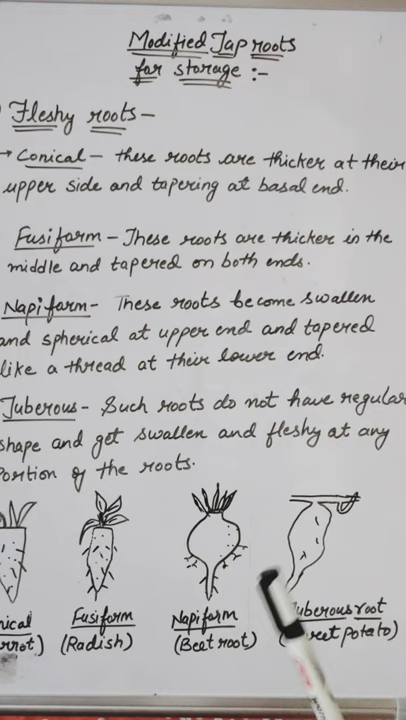 Modified Tap roots
for storage :-
Fleshy roots -
→ Conical - these roots are thicker at their
upper side and tapering at basal end.
Fusiform - These roots are thicker in the
middle and tapered on both ends.
Napiform - These roots become swallen
and spherical at upper end and tapered
like a thread at their lower end.
Tuberous - Such roots do not have regular
shape and get swallen and fleshy at any
portion of the roots.
Fusiform Napiform root
(Radish) (Beet root) potato)